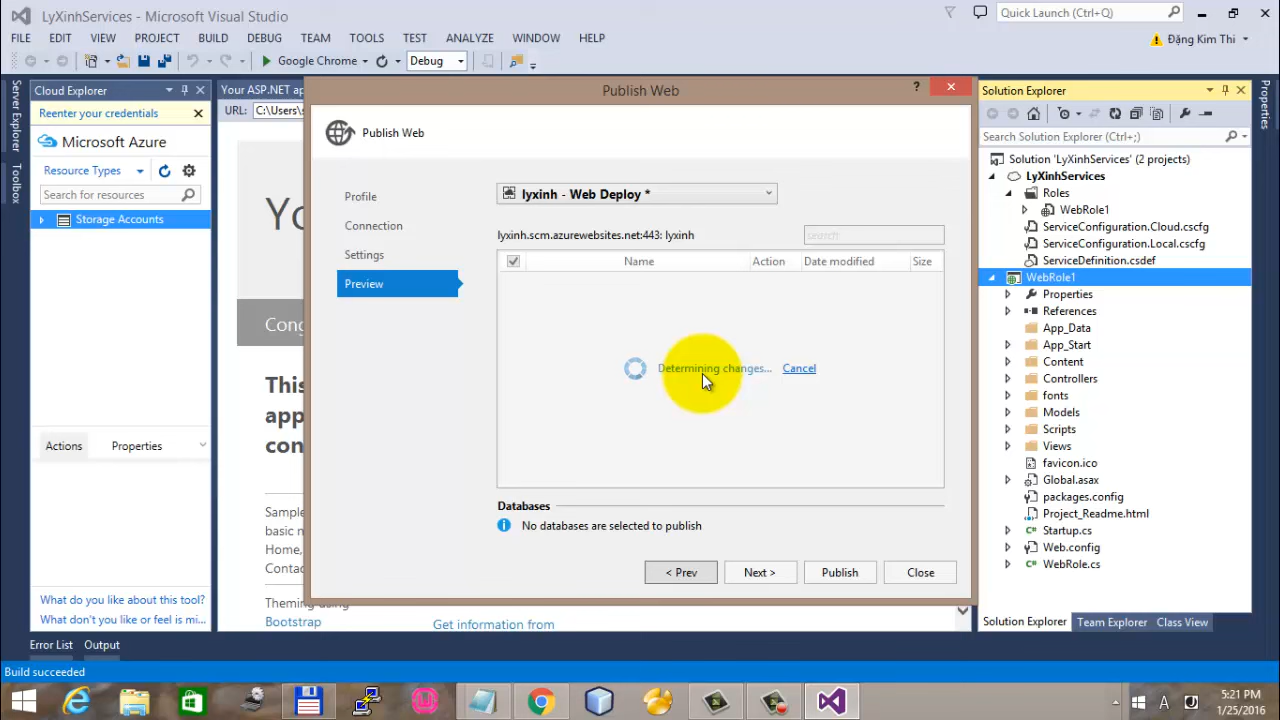 LyXinhServices - Microsoft Visual Studio
Quick Launch (Ctrl+Q)
FILE EDIT VIEW PROJECT BUILD DEBUG TEAM TOOLS TEST ANALYZE WINDOW HELP
Đặng Kim Thi
Google Chrome
Debug
Server Explorer
Toolbox
Cloud Explorer
Reenter your credentials
Microsoft Azure
Resource Types
Search for resources
Storage Accounts
Actions Properties
What do you like about this tool?
What don't you like or feel is mi...
Your ASP.NET ap
URL: C:\Users\s
Yo
Cong
This
app
con
Sample
basic n
Home,
Contac
Theming using
Bootstrap
Get information from
Publish Web
?
Publish Web
Profile
Connection
Settings
Preview
lyxinh - Web Deploy *
lyxinh.scm.azurewebsites.net:443: lyxinh
search
Name Action Date modified Size
Determining changes... Cancel
Databases
No databases are selected to publish
< Prev Next > Publish Close
Solution Explorer
Search Solution Explorer (Ctrl+;)
Solution 'LyXinhServices' (2 projects)
LyXinhServices
Roles
WebRole1
ServiceConfiguration.Cloud.cscfg
ServiceConfiguration.Local.cscfg
ServiceDefinition.csdef
WebRole1
Properties
References
App_Data
App_Start
Content
Controllers
fonts
Models
Scripts
Views
favicon.ico
Global.asax
packages.config
Project_Readme.html
Startup.cs
Web.config
WebRole.cs
Solution Explorer Team Explorer Class View
Properties
Error List Output
Build succeeded
A
5:21 PM
1/25/2016